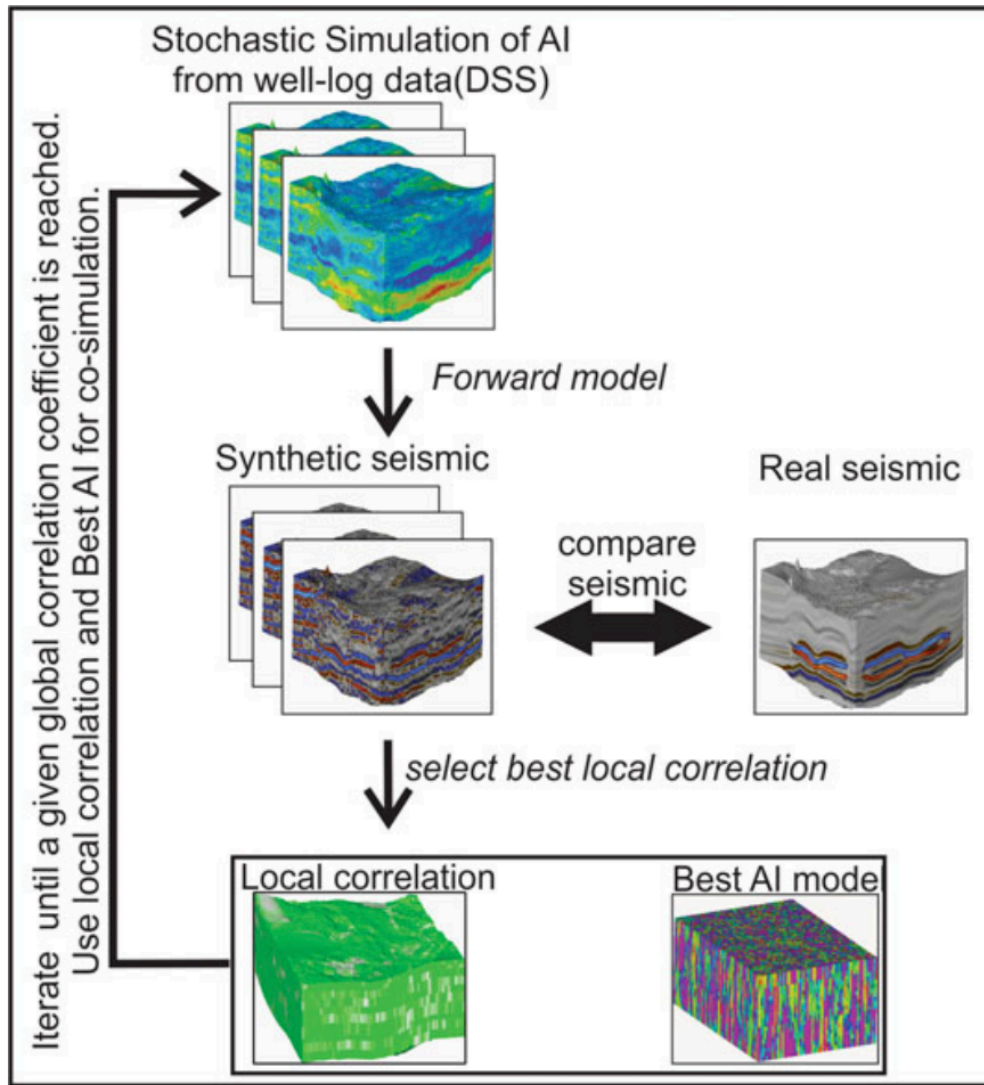 Stochastic Simulation of AI
from well-log data(DSS)
Iterate until a given global correlation coefficient is reached.
Use local correlation and Best AI for co-simulation.
Forward model
Synthetic seismic
Real seismic
compare
seismic
select best local correlation
Local correlation
Best AI model